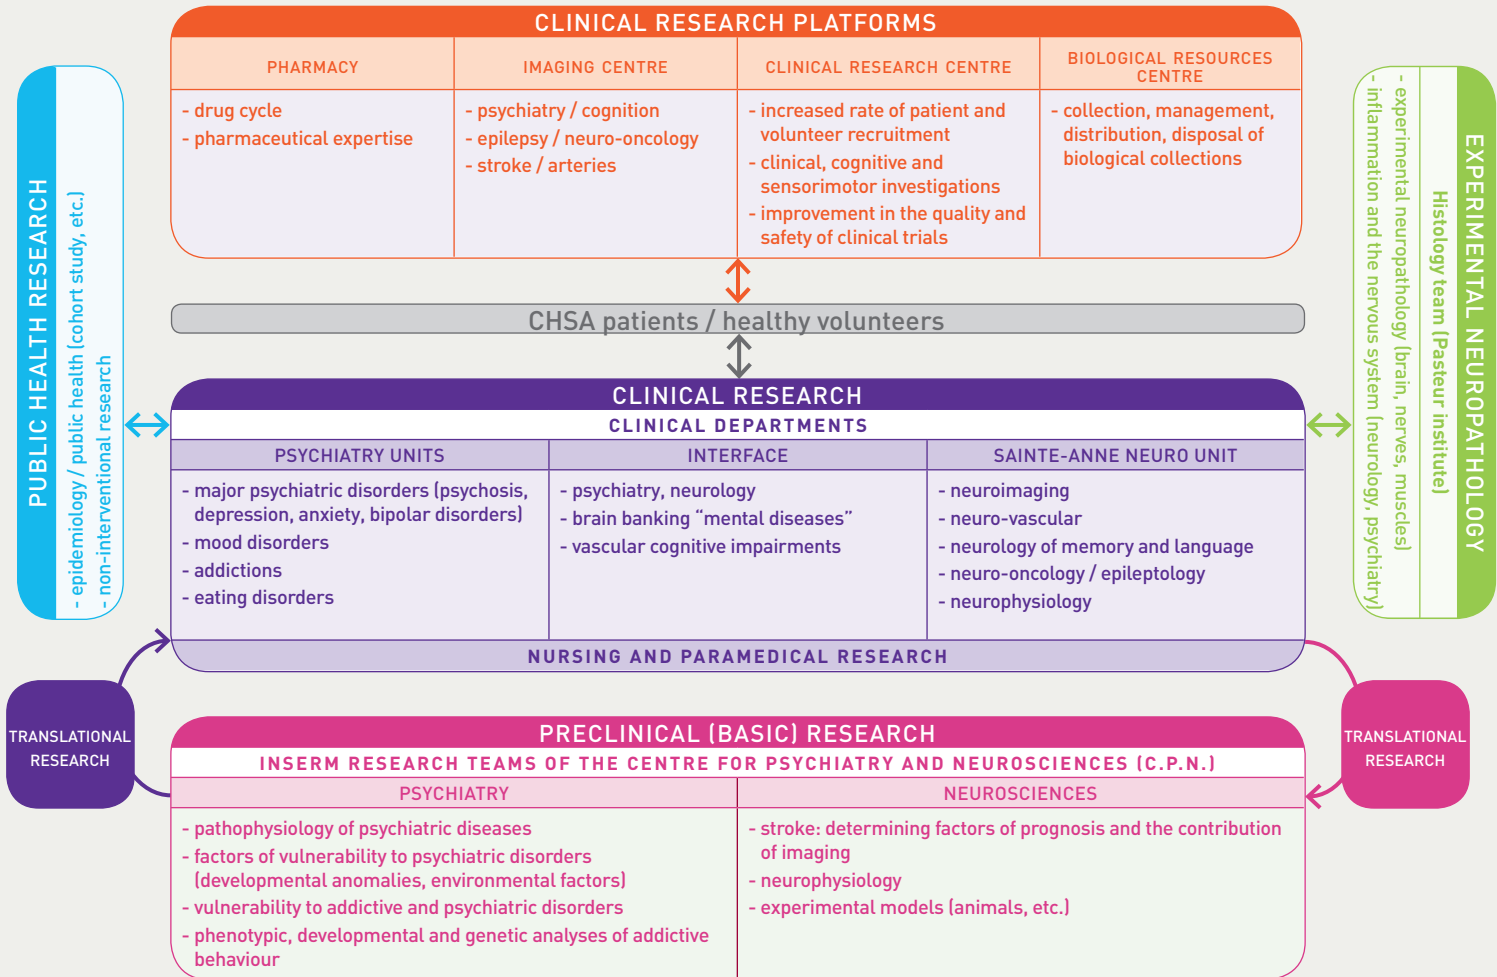 CLINICAL RESEARCH PLATFORMS
PHARMACY
- drug cycle
- pharmaceutical expertise
IMAGING CENTRE
- psychiatry / cognition
- epilepsy / neuro-oncology
- stroke / arteries
CLINICAL RESEARCH CENTRE
- increased rate of patient and
volunteer recruitment
- clinical, cognitive and
sensorimotor investigations
- improvement in the quality and
safety of clinical trials
BIOLOGICAL RESOURCES
CENTRE
- collection, management,
distribution, disposal of
biological collections
PUBLIC HEALTH RESEARCH
- epidemiology / public health (cohort study, etc.)
- non-interventional research
EXPERIMENTAL NEUROPATHOLOGY
Histology team (Pasteur institute)
- experimental neuropathology (brain, nerves, muscles)
- inflammation and the nervous system (neurology, psychiatry)
CHSA patients / healthy volunteers
CLINICAL RESEARCH
CLINICAL DEPARTMENTS
PSYCHIATRY UNITS
- major psychiatric disorders (psychosis,
depression, anxiety, bipolar disorders)
- mood disorders
- addictions
- eating disorders
INTERFACE
- psychiatry, neurology
- brain banking “mental diseases”
- vascular cognitive impairments
SAINTE-ANNE NEURO UNIT
- neuroimaging
- neuro-vascular
- neurology of memory and language
- neuro-oncology / epileptology
- neurophysiology
NURSING AND PARAMEDICAL RESEARCH
TRANSLATIONAL
RESEARCH
TRANSLATIONAL
RESEARCH
PRECLINICAL (BASIC) RESEARCH
INSERM RESEARCH TEAMS OF THE CENTRE FOR PSYCHIATRY AND NEUROSCIENCES (C.P.N.)
PSYCHIATRY
- pathophysiology of psychiatric diseases
- factors of vulnerability to psychiatric disorders
(developmental anomalies, environmental factors)
- vulnerability to addictive and psychiatric disorders
- phenotypic, developmental and genetic analyses of addictive
behaviour
NEUROSCIENCES
- stroke: determining factors of prognosis and the contribution
of imaging
- neurophysiology
- experimental models (animals, etc.)